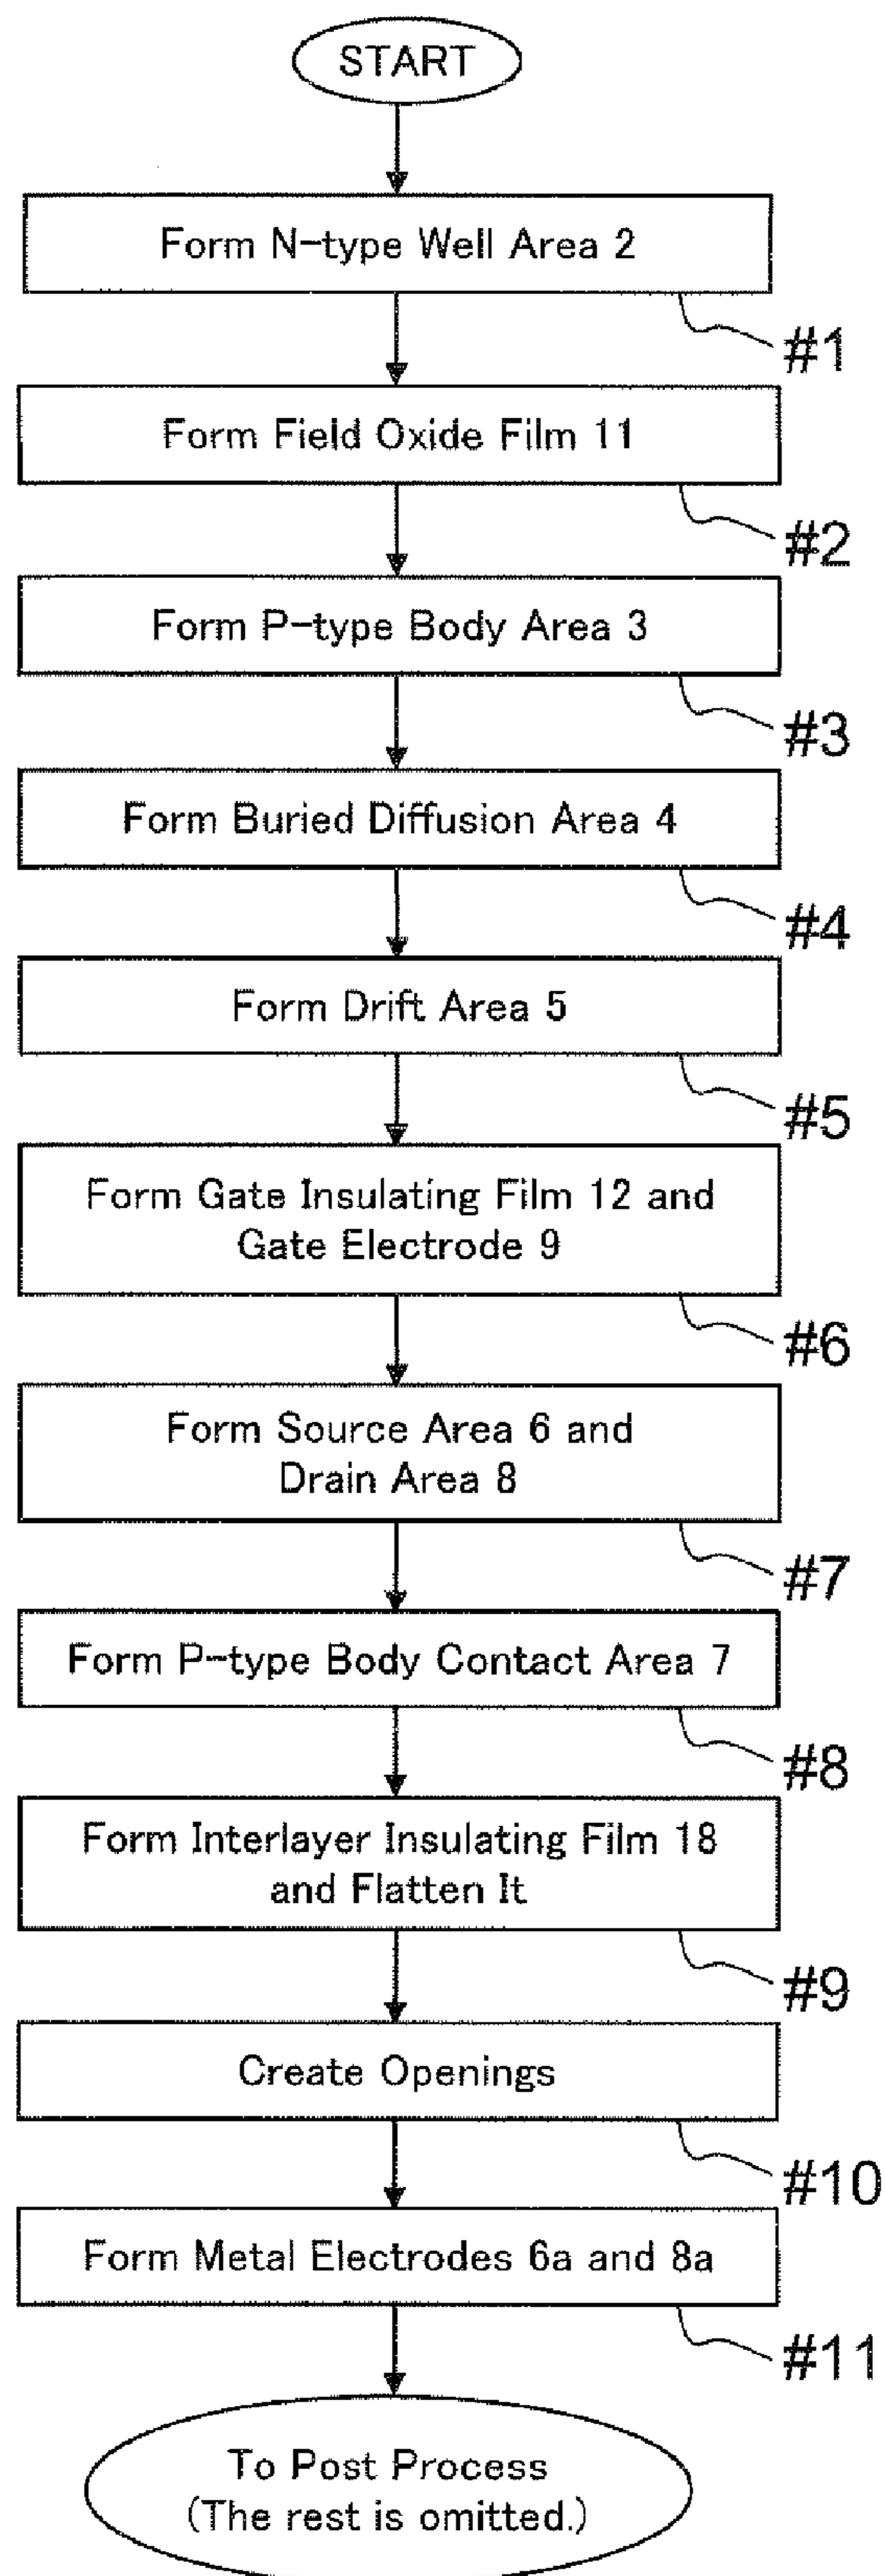 START
Form N-type Well Area 2
#1
Form Field Oxide Film 11
#2
Form P-type Body Area 3
#3
Form Buried Diffusion Area 4
#4
Form Drift Area 5
#5
Form Gate Insulating Film 12 and
Gate Electrode 9
#6
Form Source Area 6 and
Drain Area 8
#7
Form P-type Body Contact Area 7
#8
Form Interlayer Insulating Film 18
and Flatten It
#9
Create Openings
#10
Form Metal Electrodes 6a and 8a
#11
To Post Process
(The rest is omitted.)